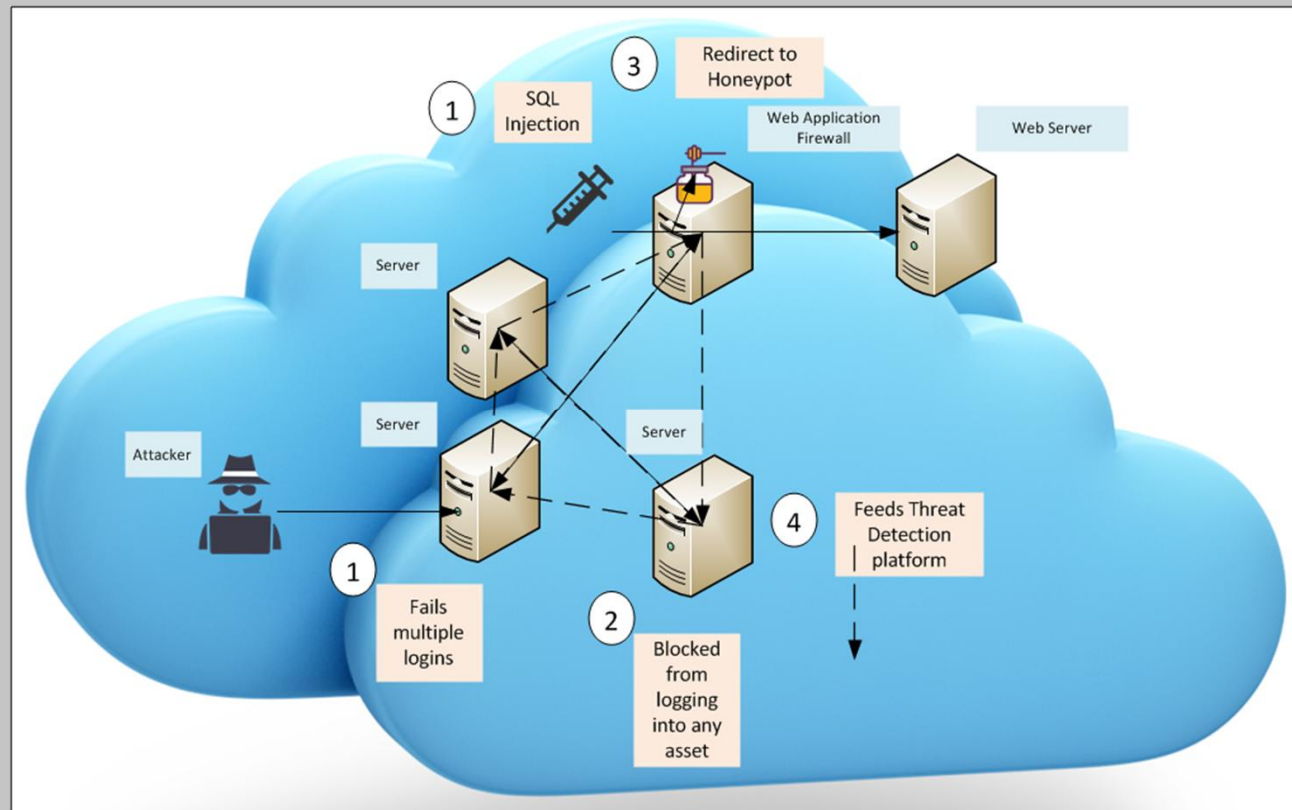 3
Redirect to
Honeypot
1
SQL
Injection
Web Application
Firewall
Web Server
Server
Server
Server
Attacker
4
Feeds Threat
Detection
platform
1
Fails
multiple
logins
2
Blocked
from
logging
into any
asset